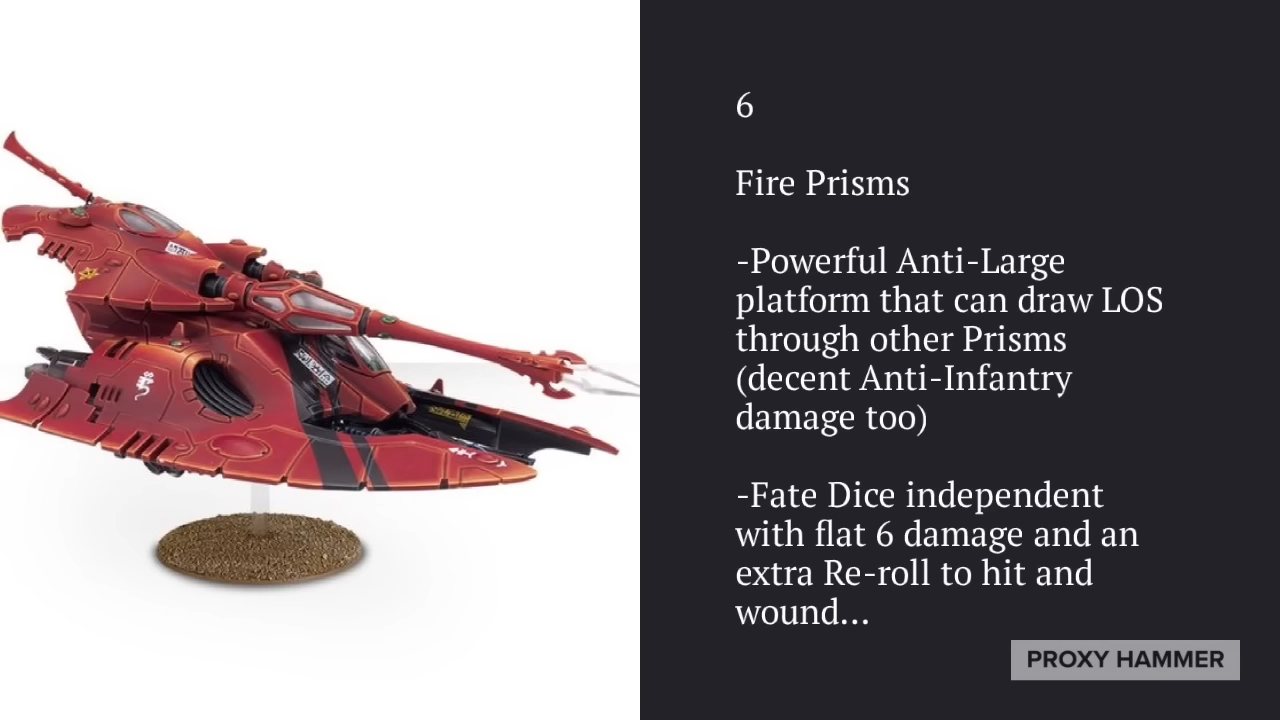 6
Fire Prisms
-Powerful Anti-Large
platform that can draw LOS
through other Prisms
(decent Anti-Infantry
damage too)
-Fate Dice independent
with flat 6 damage and an
extra Re-roll to hit and
wound...
PROXY HAMMER